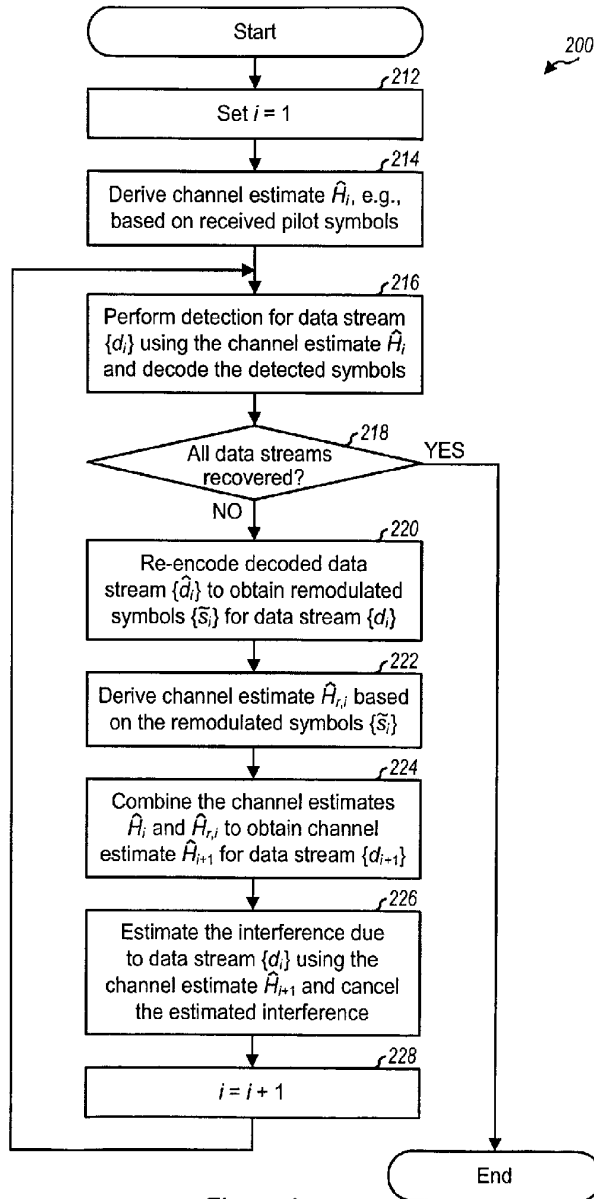 Start
200
212
Set i = 1
214
Derive channel estimate Ĥi, e.g.,
based on received pilot symbols
216
Perform detection for data stream
{di} using the channel estimate Ĥi
and decode the detected symbols
218
All data streams
recovered?
YES
NO
220
Re-encode decoded data
stream {d̂i} to obtain remodulated
symbols {s̃i} for data stream {di}
222
Derive channel estimate Ĥr,i based
on the remodulated symbols {s̃i}
224
Combine the channel estimates
Ĥi and Ĥr,i to obtain channel
estimate Ĥi+1 for data stream {di+1}
226
Estimate the interference due
to data stream {di} using the
channel estimate Ĥi+1 and cancel
the estimated interference
228
i = i + 1
End